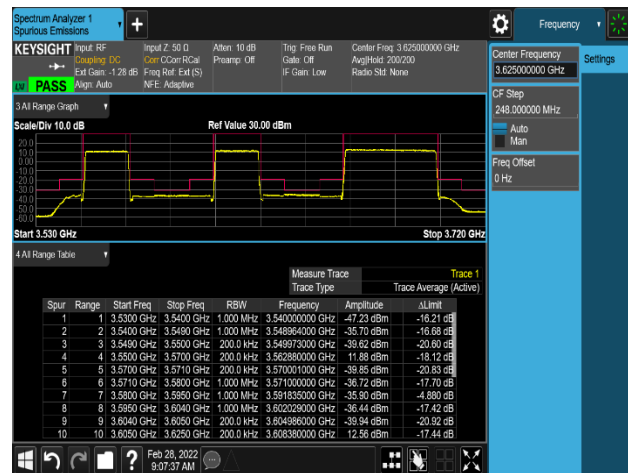 Spectrum Analyzer 1
Spurious Emissions
+
Frequency
KEYSIGHT
Input: RF
Coupling: DC
Ext Gain: -1.28 dB
Align: Auto
Input Z: 50 Ω
Corr CCorr RCal
Freq Ref: Ext (S)
NFE: Adaptive
Atten: 10 dB
Preamp: Off
Trig: Free Run
Gate: Off
IF Gain: Low
Center Freq: 3.625000000 GHz
Avg|Hold: 200/200
Radio Std: None
PASS
Center Frequency
3.625000000 GHz
Settings
CF Step
248.000000 MHz
Auto
Man
Freq Offset
0 Hz
3 All Range Graph
Scale/Div 10.0 dB
Ref Value 30.00 dBm
20.0
10.0
0.00
-10.0
-20.0
-30.0
-40.0
-50.0
-60.0
Start 3.530 GHz
Stop 3.720 GHz
4 All Range Table
Measure Trace Trace 1
Trace Type Trace Average (Active)
Spur Range Start Freq Stop Freq RBW Frequency Amplitude ΔLimit
1 1 3.5300 GHz 3.5400 GHz 1.000 MHz 3.540000000 GHz -47.23 dBm -16.21 dB
2 2 3.5400 GHz 3.5490 GHz 1.000 MHz 3.548964000 GHz -35.70 dBm -16.68 dB
3 3 3.5490 GHz 3.5500 GHz 200.0 kHz 3.549973000 GHz -39.62 dBm -20.60 dB
4 4 3.5500 GHz 3.5700 GHz 200.0 kHz 3.562880000 GHz 11.88 dBm -18.12 dB
5 5 3.5700 GHz 3.5710 GHz 200.0 kHz 3.570001000 GHz -39.85 dBm -20.83 dB
6 6 3.5710 GHz 3.5800 GHz 1.000 MHz 3.571000000 GHz -36.72 dBm -17.70 dB
7 7 3.5800 GHz 3.5950 GHz 1.000 MHz 3.591835000 GHz -35.90 dBm -4.880 dB
8 8 3.5950 GHz 3.6040 GHz 1.000 MHz 3.602029000 GHz -36.44 dBm -17.42 dB
9 9 3.6040 GHz 3.6050 GHz 200.0 kHz 3.604986000 GHz -39.94 dBm -20.92 dB
10 10 3.6050 GHz 3.6250 GHz 200.0 kHz 3.608380000 GHz 12.56 dBm -17.44 dB
?
Feb 28, 2022
9:07:37 AM